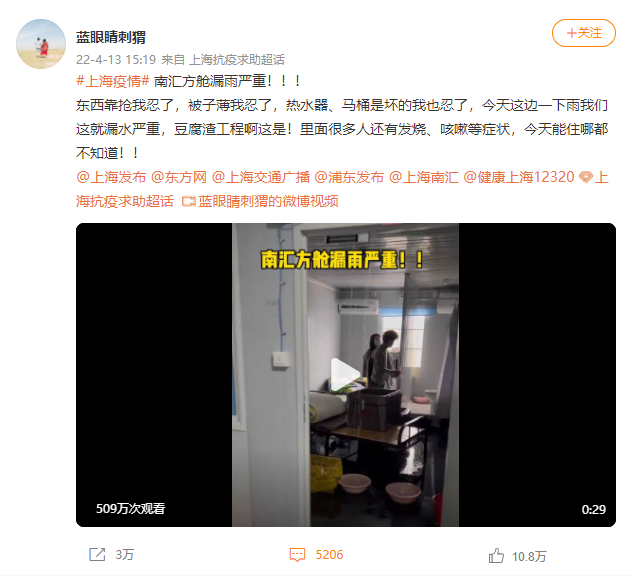 蓝眼睛刺猬
+关注
22-4-13 15:19 来自 上海抗疫求助超话
#上海疫情# 南汇方舱漏雨严重！！！
东西靠抢我忍了，被子薄我忍了，热水器、马桶是坏的我也忍了，今天这边一下雨我们
这就漏水严重，豆腐渣工程啊这是！里面很多人还有发烧、咳嗽等症状，今天能住哪都
不知道！！
@上海发布 @东方网 @上海交通广播 @浦东发布 @上海南汇 @健康上海12320 上
海抗疫求助超话 蓝眼睛刺猬的微博视频
南汇方舱漏雨严重！！
509万次观看
0:29
3万
5206
10.8万